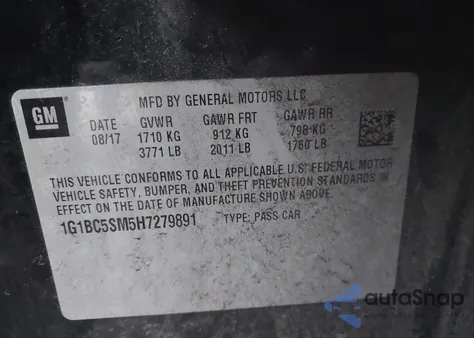 MFD BY GENERAL MOTORS LLC
GM
DATE GVWR GAWR FRT GAWR RR
08/17 1710 KG 912 KG 798 KG
3771 LB 2011 LB 1760 LB
THIS VEHICLE CONFORMS TO ALL APPLICABLE U.S. FEDERAL MOTOR
VEHICLE SAFETY, BUMPER, AND THEFT PREVENTION STANDARDS IN
EFFECT ON THE DATE OF MANUFACTURE SHOWN ABOVE.
1G1BC5SM5H7279891 TYPE: PASS CAR
autoSnap